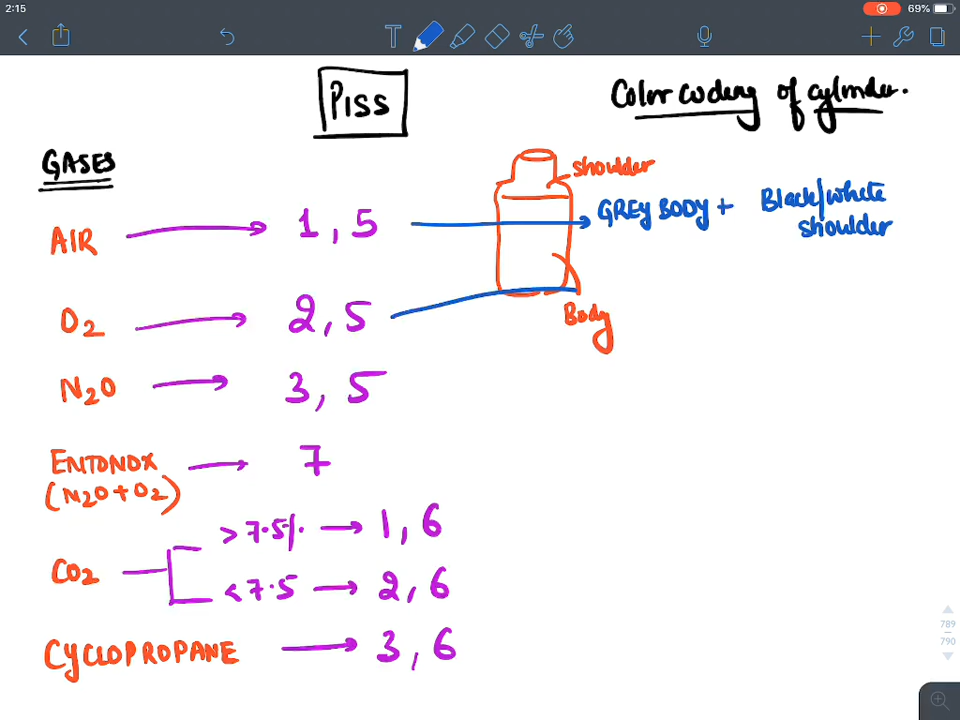 2:15
69%
T
PISS
Color coding of cylinder.
GASES
shoulder
AIR → 1, 5 → GREY BODY + Black/white shoulder
Body
O2 → 2, 5
N2O → 3, 5
ENTONOX → 7
(N2O + O2)
CO2
> 7.5% → 1, 6
< 7.5 → 2, 6
CYCLOPROPANE → 3, 6
789
790